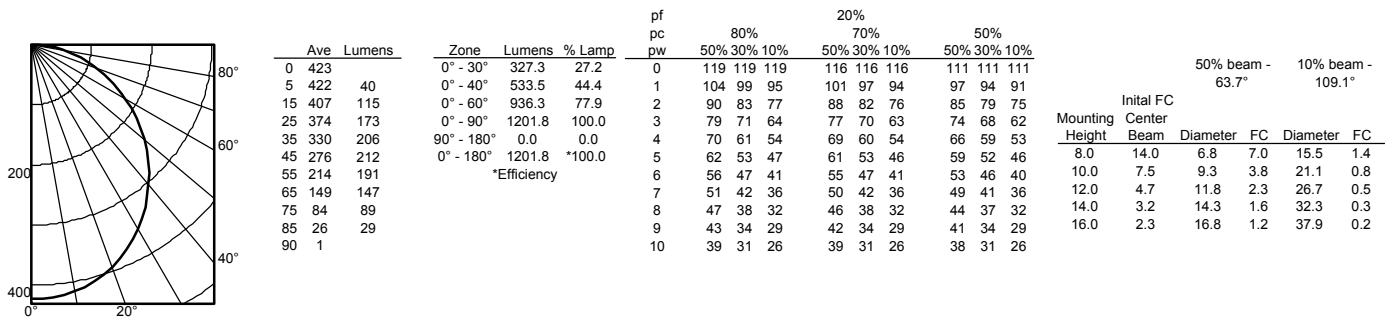 80°
60°
200
40°
400
0° 20°
Ave Lumens
0 423
5 422 40
15 407 115
25 374 173
35 330 206
45 276 212
55 214 191
65 149 147
75 84 89
85 26 29
90 1
Zone Lumens % Lamp
0° - 30° 327.3 27.2
0° - 40° 533.5 44.4
0° - 60° 936.3 77.9
0° - 90° 1201.8 100.0
90° - 180° 0.0 0.0
0° - 180° 1201.8 *100.0
*Efficiency
pf 20%
pc 80% 70% 50%
pw 50% 30% 10% 50% 30% 10% 50% 30% 10%
0 119 119 119 116 116 116 111 111 111
1 104 99 95 101 97 94 97 94 91
2 90 83 77 88 82 76 85 79 75
3 79 71 64 77 70 63 74 68 62
4 70 61 54 69 60 54 66 59 53
5 62 53 47 61 53 46 59 52 46
6 56 47 41 55 47 41 53 46 40
7 51 42 36 50 42 36 49 41 36
8 47 38 32 46 38 32 44 37 32
9 43 34 29 42 34 29 41 34 29
10 39 31 26 39 31 26 38 31 26
50% beam - 10% beam -
63.7° 109.1°
Inital FC
Mounting Center
Height Beam Diameter FC Diameter FC
8.0 14.0 6.8 7.0 15.5 1.4
10.0 7.5 9.3 3.8 21.1 0.8
12.0 4.7 11.8 2.3 26.7 0.5
14.0 3.2 14.3 1.6 32.3 0.3
16.0 2.3 16.8 1.2 37.9 0.2